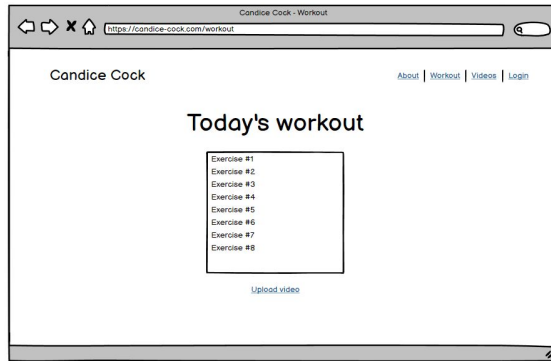 Candice Cock - Workout
https://candice-cock.com/workout
Candice Cock
About | Workout | Videos | Login
Today's workout
Exercise #1
Exercise #2
Exercise #3
Exercise #4
Exercise #5
Exercise #6
Exercise #7
Exercise #8
Upload video